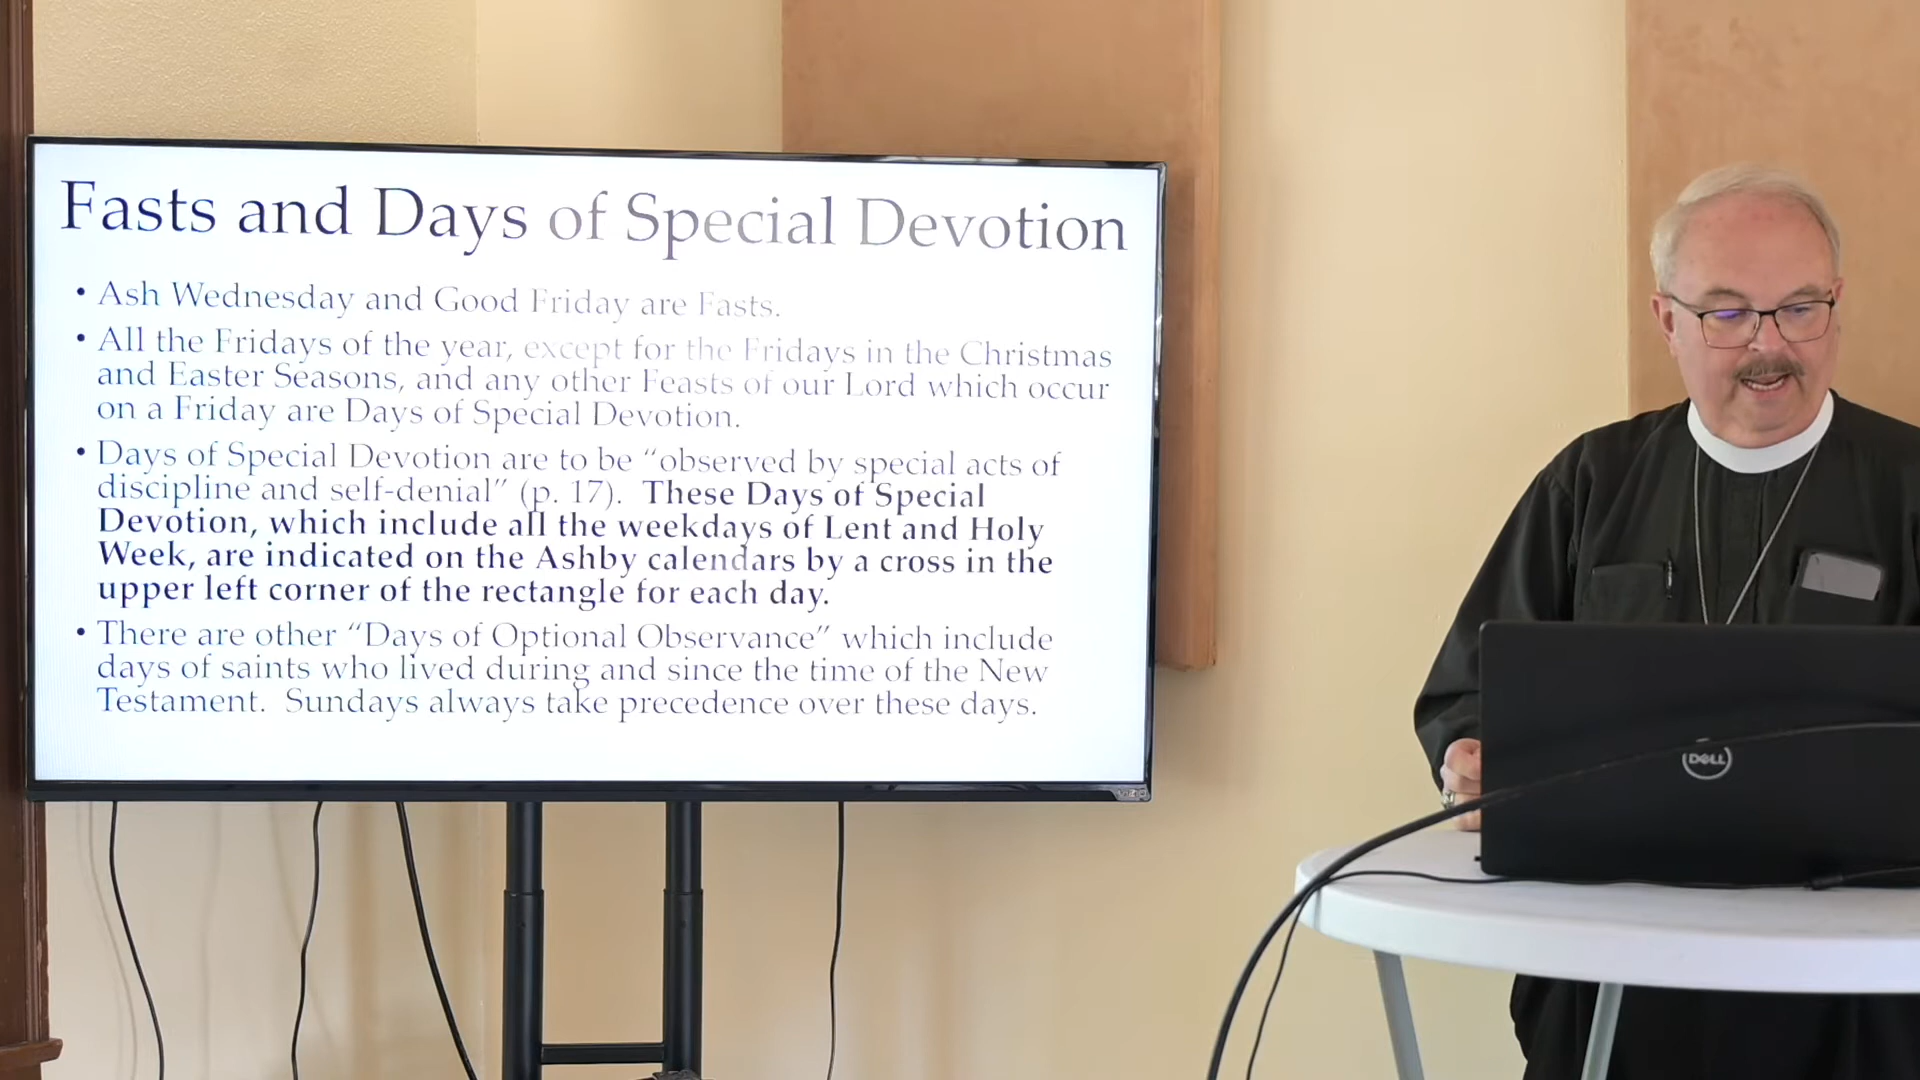 Fasts and Days of Special Devotion
• Ash Wednesday and Good Friday are Fasts.
• All the Fridays of the year, except for the Fridays in the Christmas
and Easter Seasons, and any other Feasts of our Lord which occur
on a Friday are Days of Special Devotion.
• Days of Special Devotion are to be “observed by special acts of
discipline and self-denial” (p. 17). These Days of Special
Devotion, which include all the weekdays of Lent and Holy
Week, are indicated on the Ashby calendars by a cross in the
upper left corner of the rectangle for each day.
• There are other “Days of Optional Observance” which include
days of saints who lived during and since the time of the New
Testament. Sundays always take precedence over these days.
VIZIO
DELL